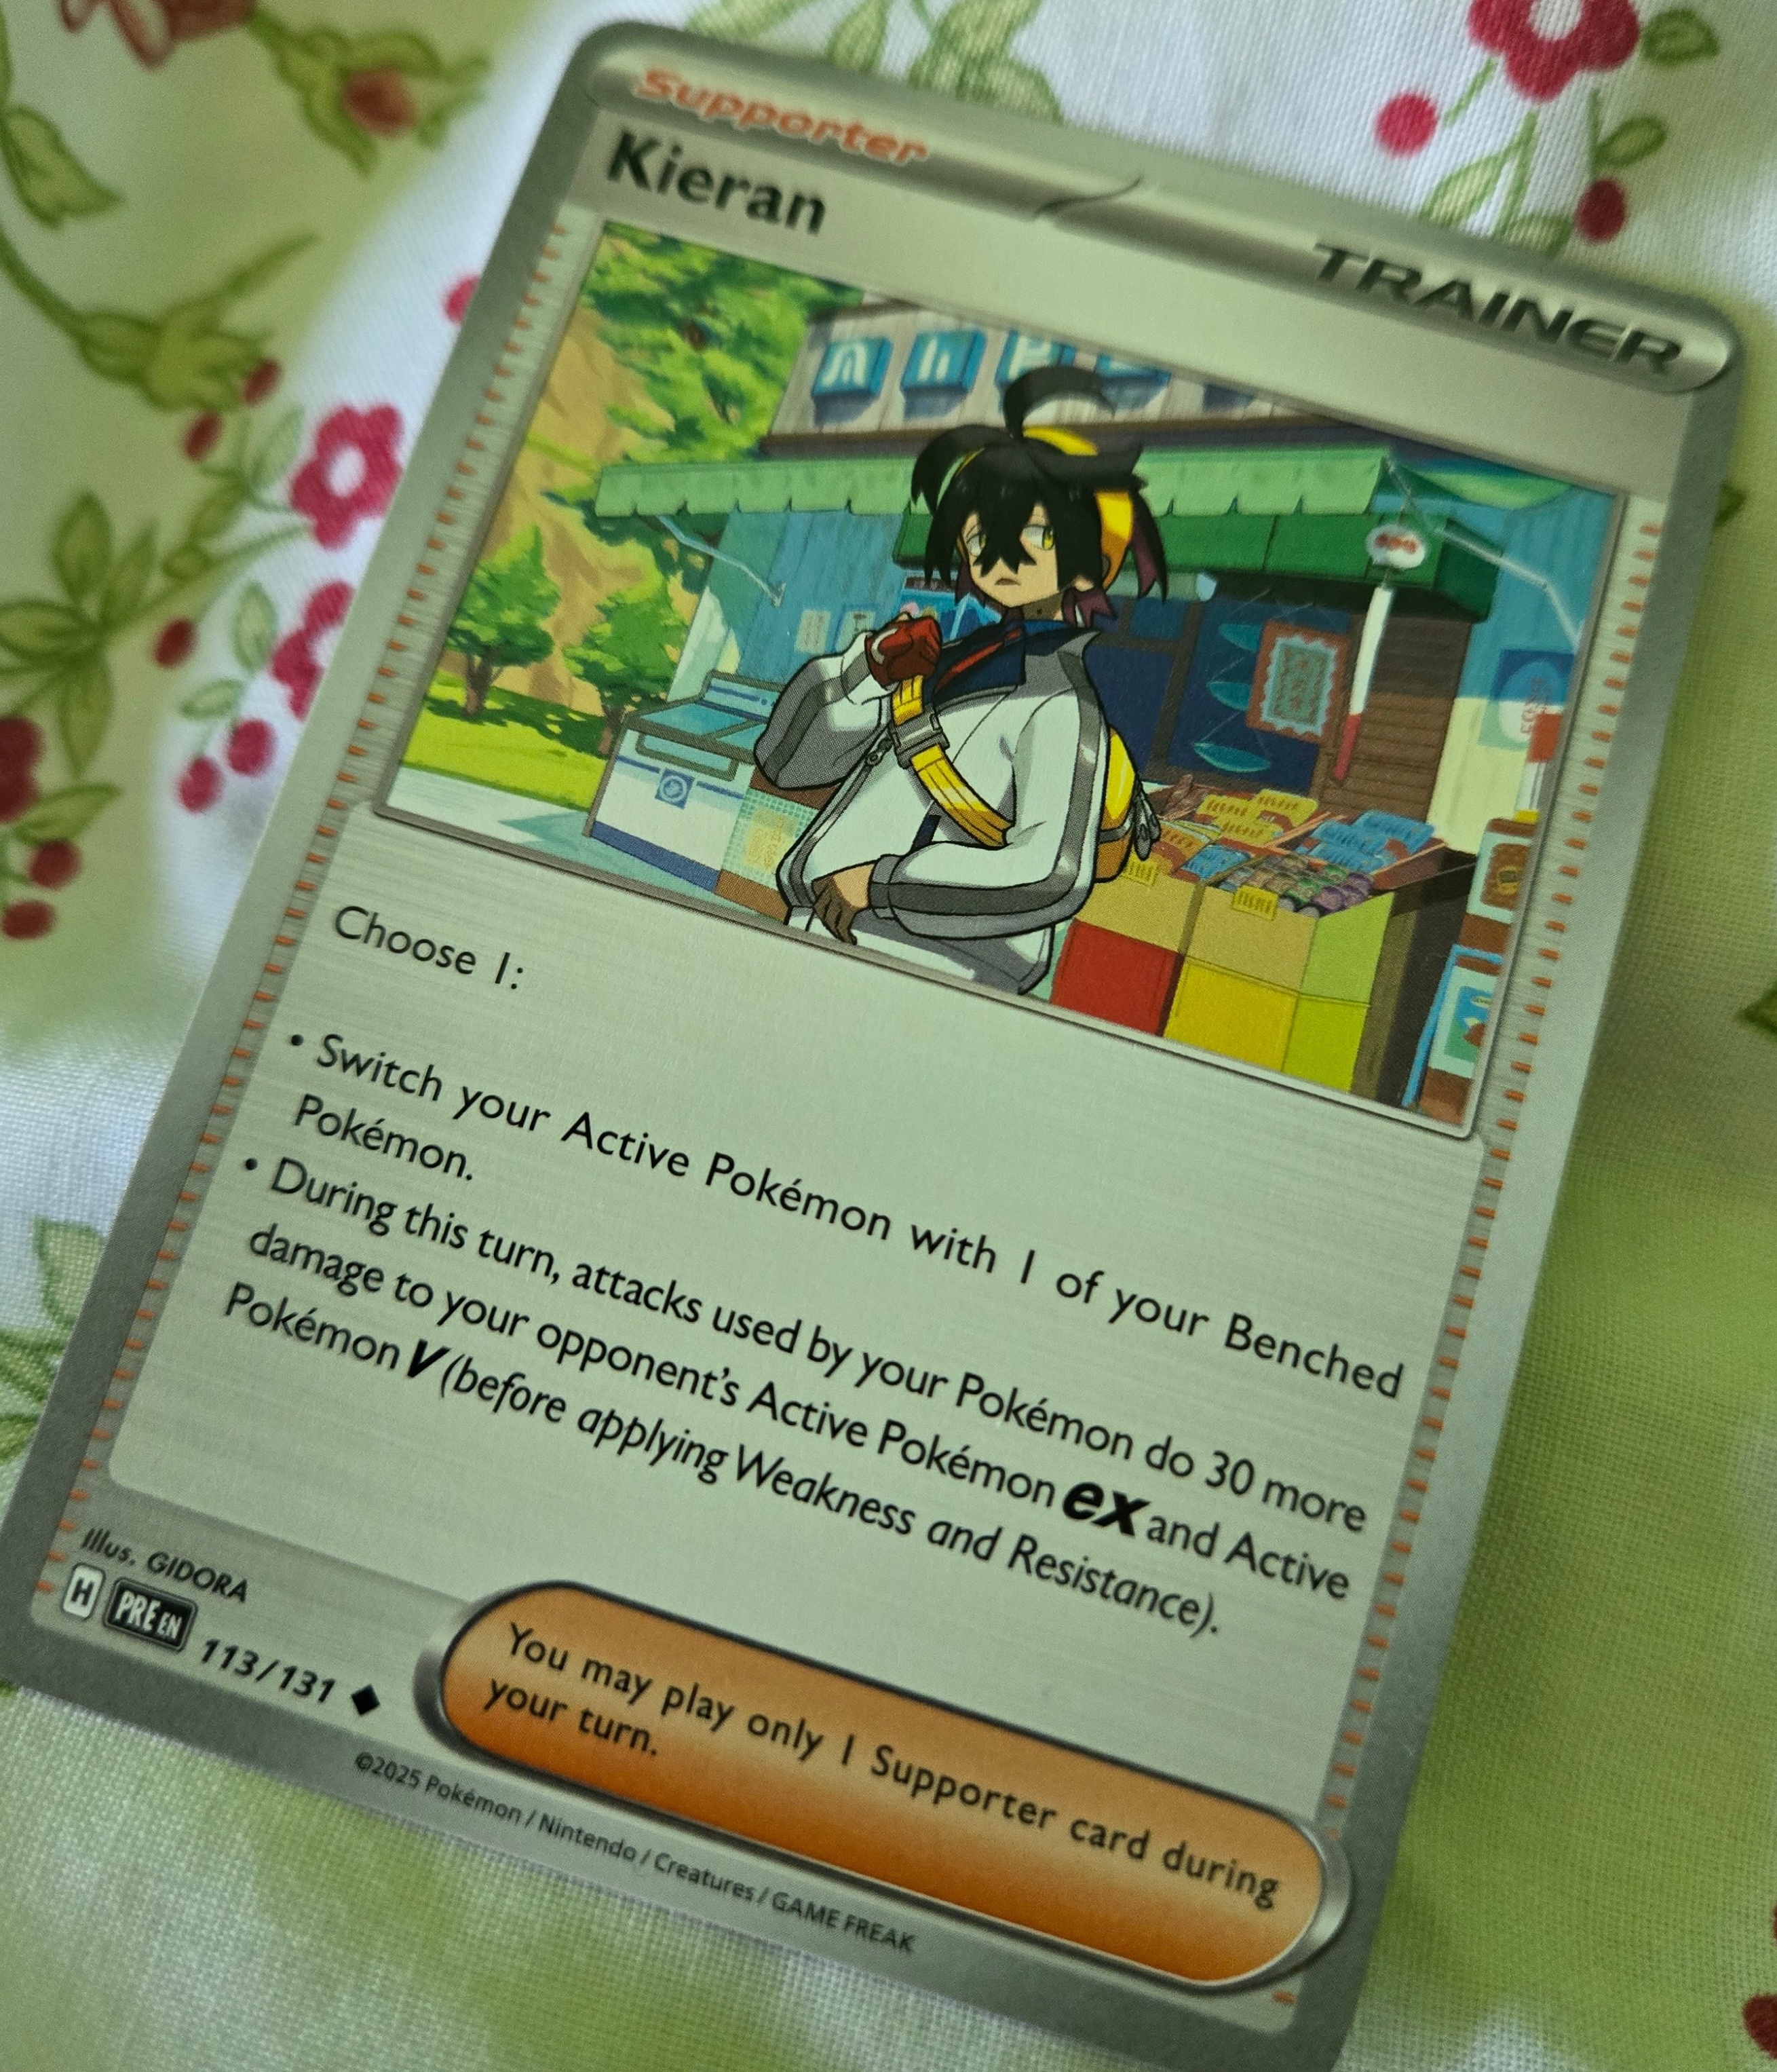 Supporter
Kieran
TRAINER
Choose 1:
• Switch your Active Pokémon with 1 of your Benched
Pokémon.
• During this turn, attacks used by your Pokémon do 30 more
damage to your opponent's Active Pokémon ex and Active
Pokémon V (before applying Weakness and Resistance).
Illus. GIDORA
H PRE EN 113/131
You may play only 1 Supporter card during
your turn.
©2025 Pokémon / Nintendo / Creatures / GAME FREAK